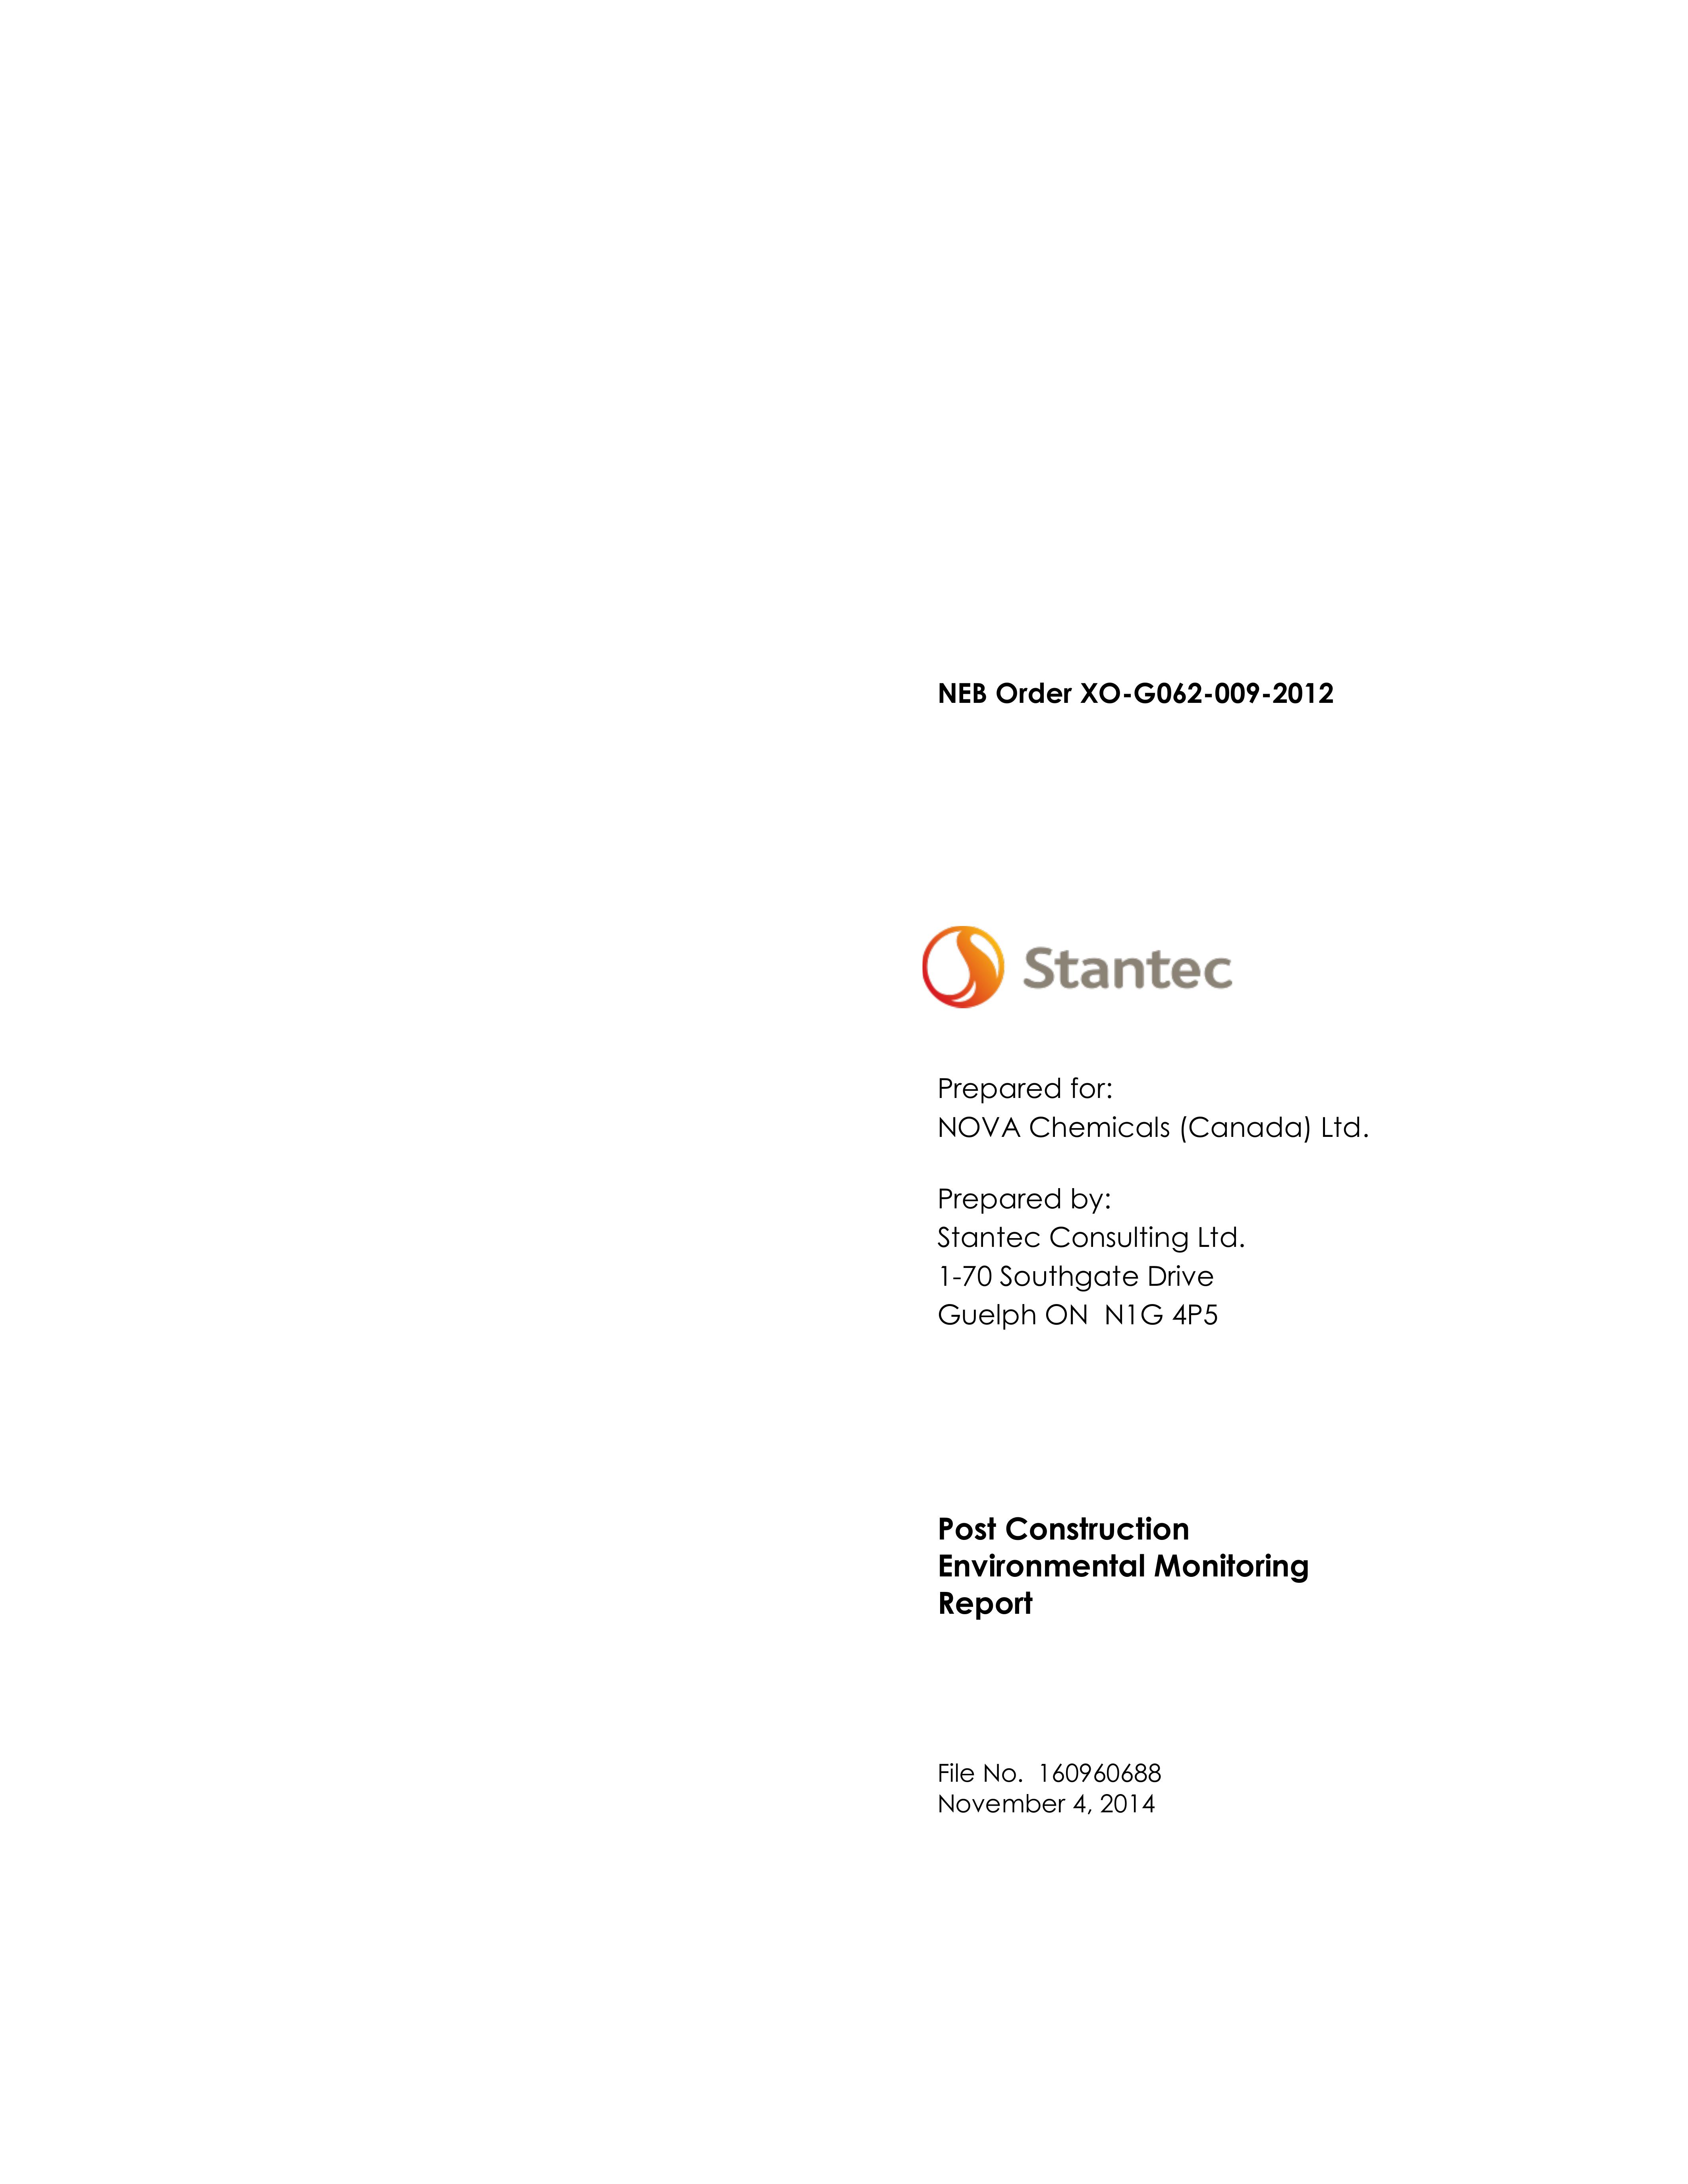 NEB Order XO-G062-009-2012
Stantec
Prepared for:
NOVA Chemicals (Canada) Ltd.
Prepared by:
Stantec Consulting Ltd.
1-70 Southgate Drive
Guelph ON  N1G 4P5
Post Construction
Environmental Monitoring
Report
File No.  160960688
November 4, 2014